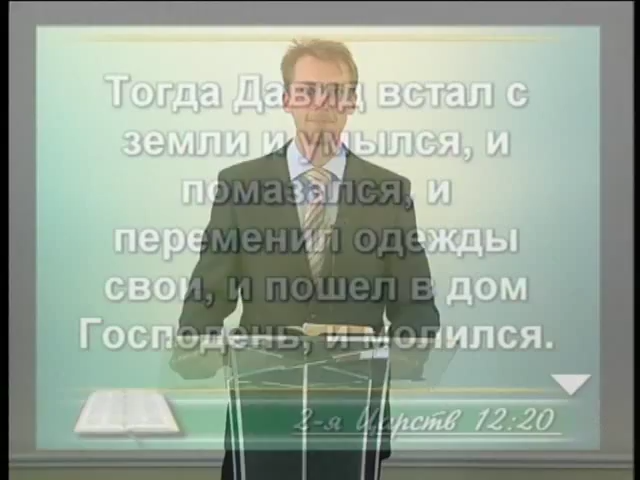 Тогда Давид встал с
земли и умылся, и
помазался, и
переменил одежды
свои, и пошел в дом
Господень, и молился.
2-я Царств 12:20